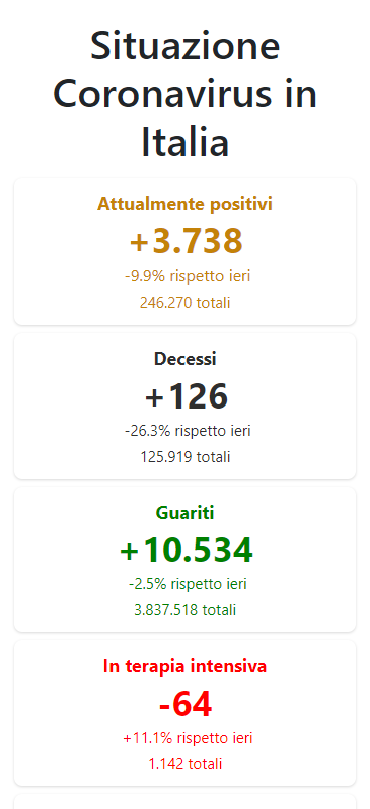 Situazione
Coronavirus in
Italia
Attualmente positivi
+3.738
-9.9% rispetto ieri
246.270 totali
Decessi
+126
-26.3% rispetto ieri
125.919 totali
Guariti
+10.534
-2.5% rispetto ieri
3.837.518 totali
In terapia intensiva
-64
+11.1% rispetto ieri
1.142 totali